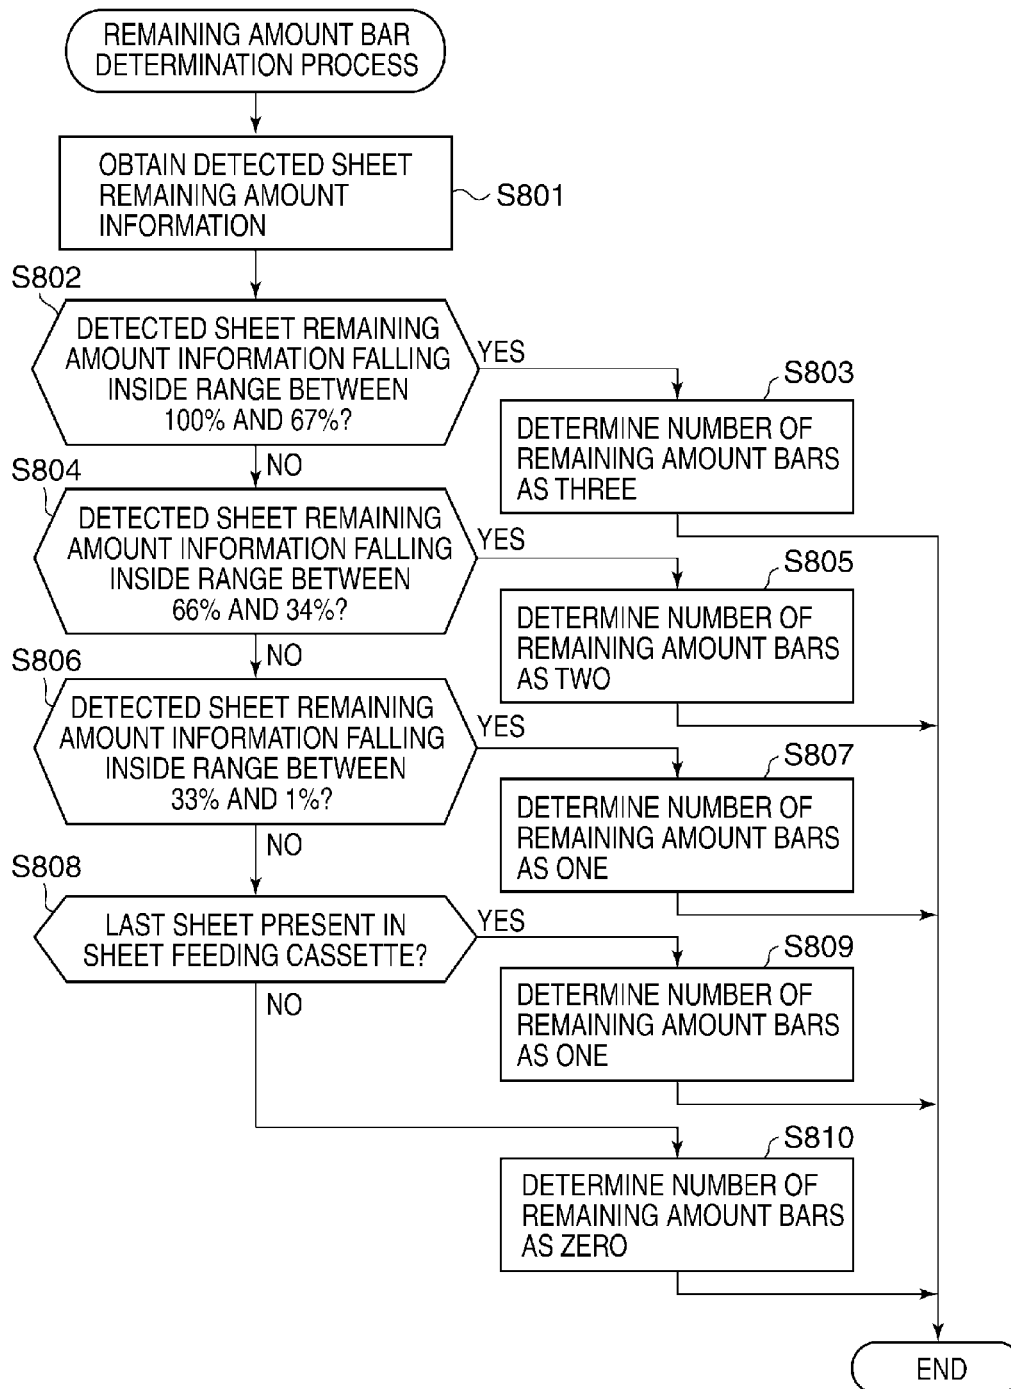 REMAINING AMOUNT BAR
DETERMINATION PROCESS
OBTAIN DETECTED SHEET
REMAINING AMOUNT
INFORMATION
S801
S802
DETECTED SHEET REMAINING
AMOUNT INFORMATION FALLING
INSIDE RANGE BETWEEN
100% AND 67%?
YES
NO
S803
DETERMINE NUMBER OF
REMAINING AMOUNT BARS
AS THREE
S804
DETECTED SHEET REMAINING
AMOUNT INFORMATION FALLING
INSIDE RANGE BETWEEN
66% AND 34%?
YES
NO
S805
DETERMINE NUMBER OF
REMAINING AMOUNT BARS
AS TWO
S806
DETECTED SHEET REMAINING
AMOUNT INFORMATION FALLING
INSIDE RANGE BETWEEN
33% AND 1%?
YES
NO
S807
DETERMINE NUMBER OF
REMAINING AMOUNT BARS
AS ONE
S808
LAST SHEET PRESENT IN
SHEET FEEDING CASSETTE?
YES
NO
S809
DETERMINE NUMBER OF
REMAINING AMOUNT BARS
AS ONE
S810
DETERMINE NUMBER OF
REMAINING AMOUNT BARS
AS ZERO
END